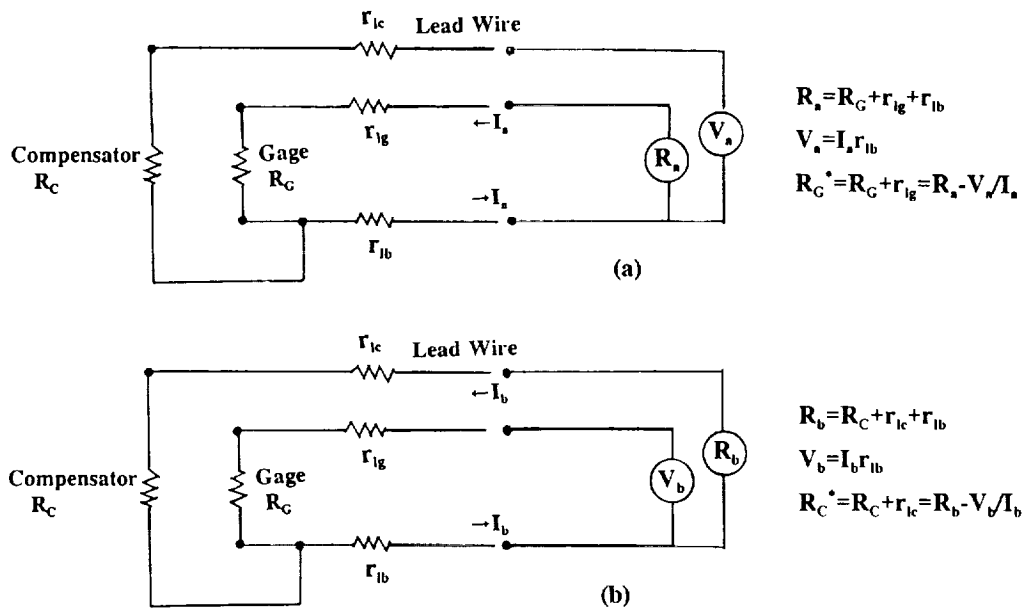 r_lc
Lead Wire
r_lg
←I_a
Compensator
R_C
Gage
R_G
R_a
V_a
→I_a
r_lb
(a)
R_a=R_G+r_lg+r_lb
V_a=I_a r_lb
R_G*=R_G+r_lg=R_a-V_a/I_a
r_lc
Lead Wire
←I_b
r_lg
Compensator
R_C
Gage
R_G
V_b
R_b
→I_b
r_lb
(b)
R_b=R_C+r_lc+r_lb
V_b=I_b r_lb
R_C*=R_C+r_lc=R_b-V_b/I_b